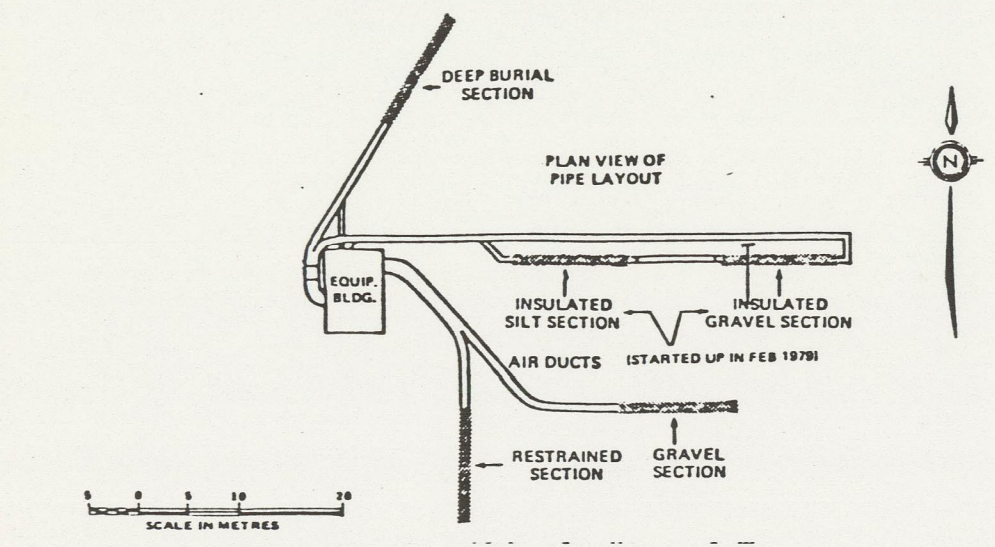 DEEP BURIAL
SECTION
PLAN VIEW OF
PIPE LAYOUT
N
EQUIP.
BLDG.
INSULATED
SILT SECTION
INSULATED
GRAVEL SECTION
(STARTED UP IN FEB 1979)
AIR DUCTS
RESTRAINED
SECTION
GRAVEL
SECTION
5 0 5 10 20
SCALE IN METRES